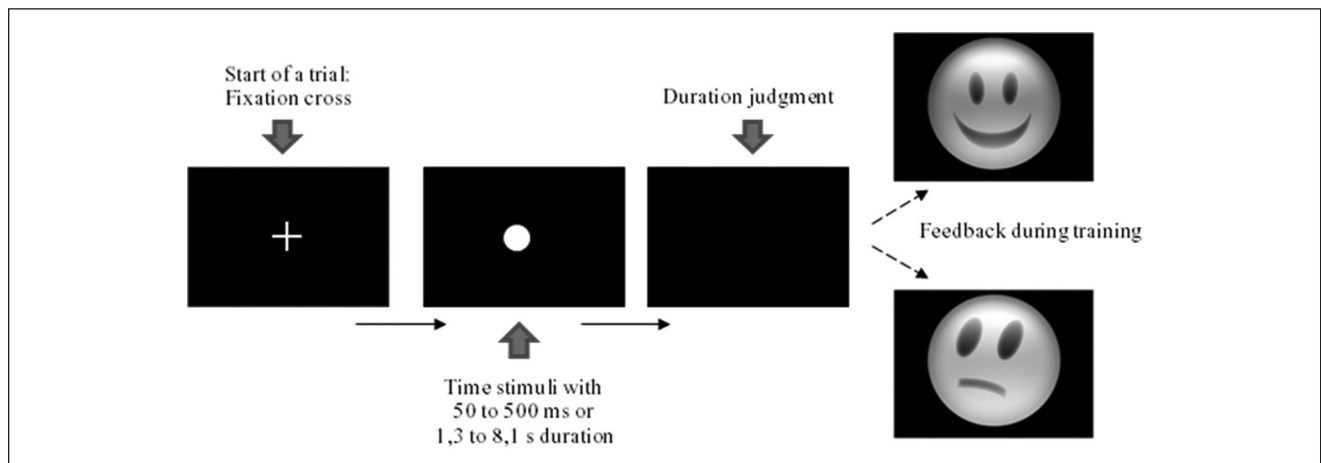 Start of a trial:
Fixation cross
Duration judgment
Feedback during training
Time stimuli with
50 to 500 ms or
1,3 to 8,1 s duration